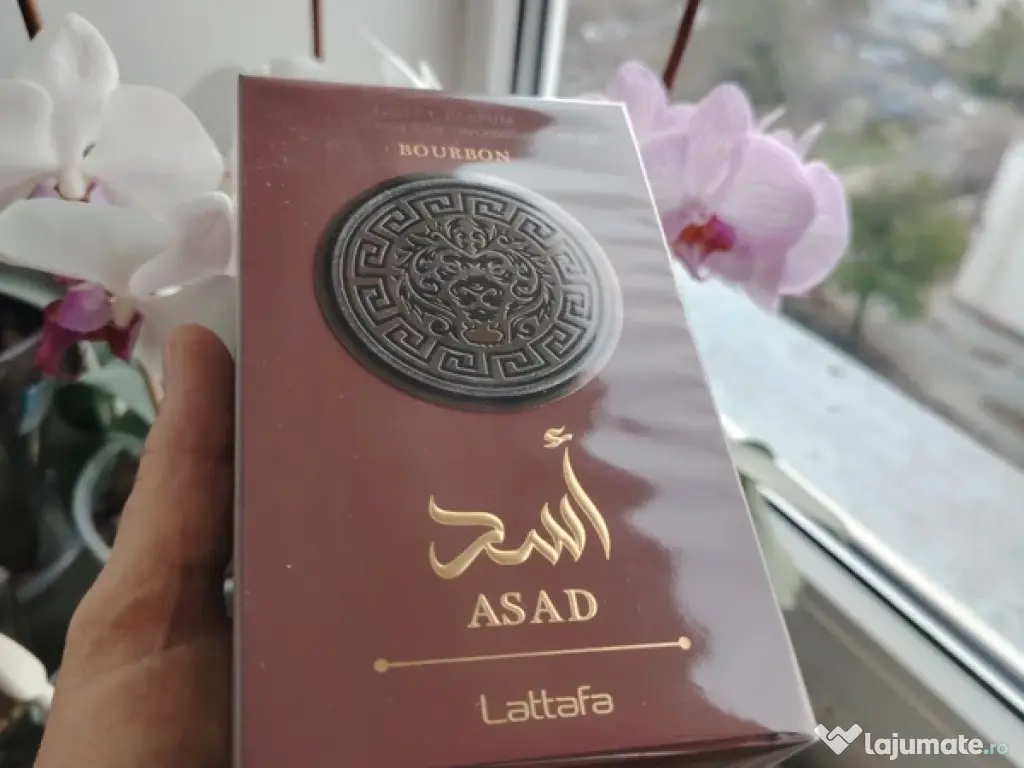 BOURBON
أسد
ASAD
Lattafa
lajumate.ro